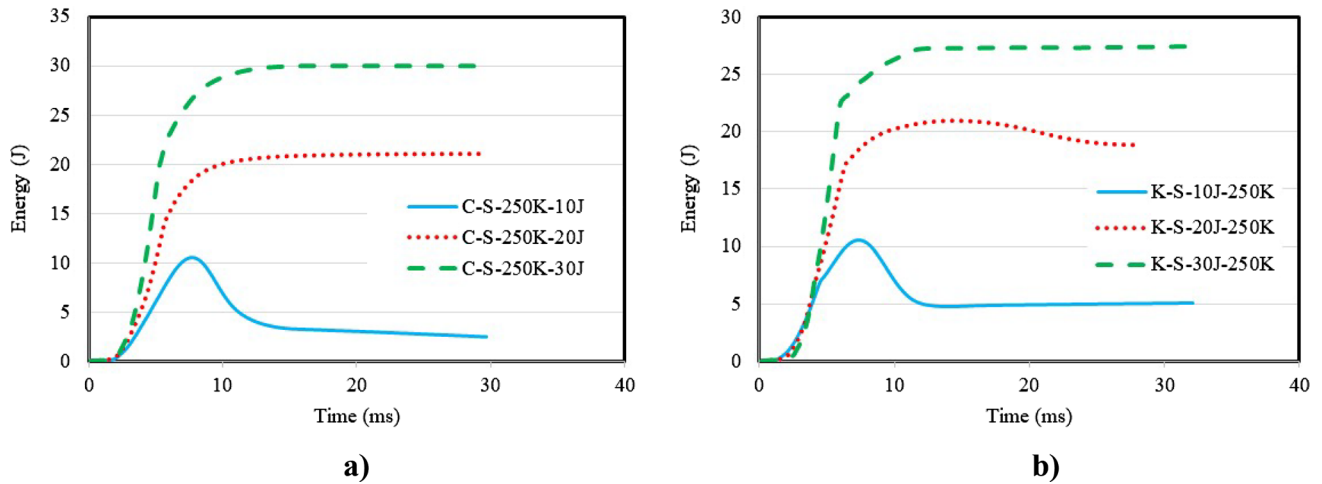 35
30
25
20
15
10
5
0
Energy (J)
0 10 20 30 40
Time (ms)
C-S-250K-10J
C-S-250K-20J
C-S-250K-30J
a)
30
25
20
15
10
5
0
Energy (J)
0 10 20 30 40
Time (ms)
K-S-10J-250K
K-S-20J-250K
K-S-30J-250K
b)